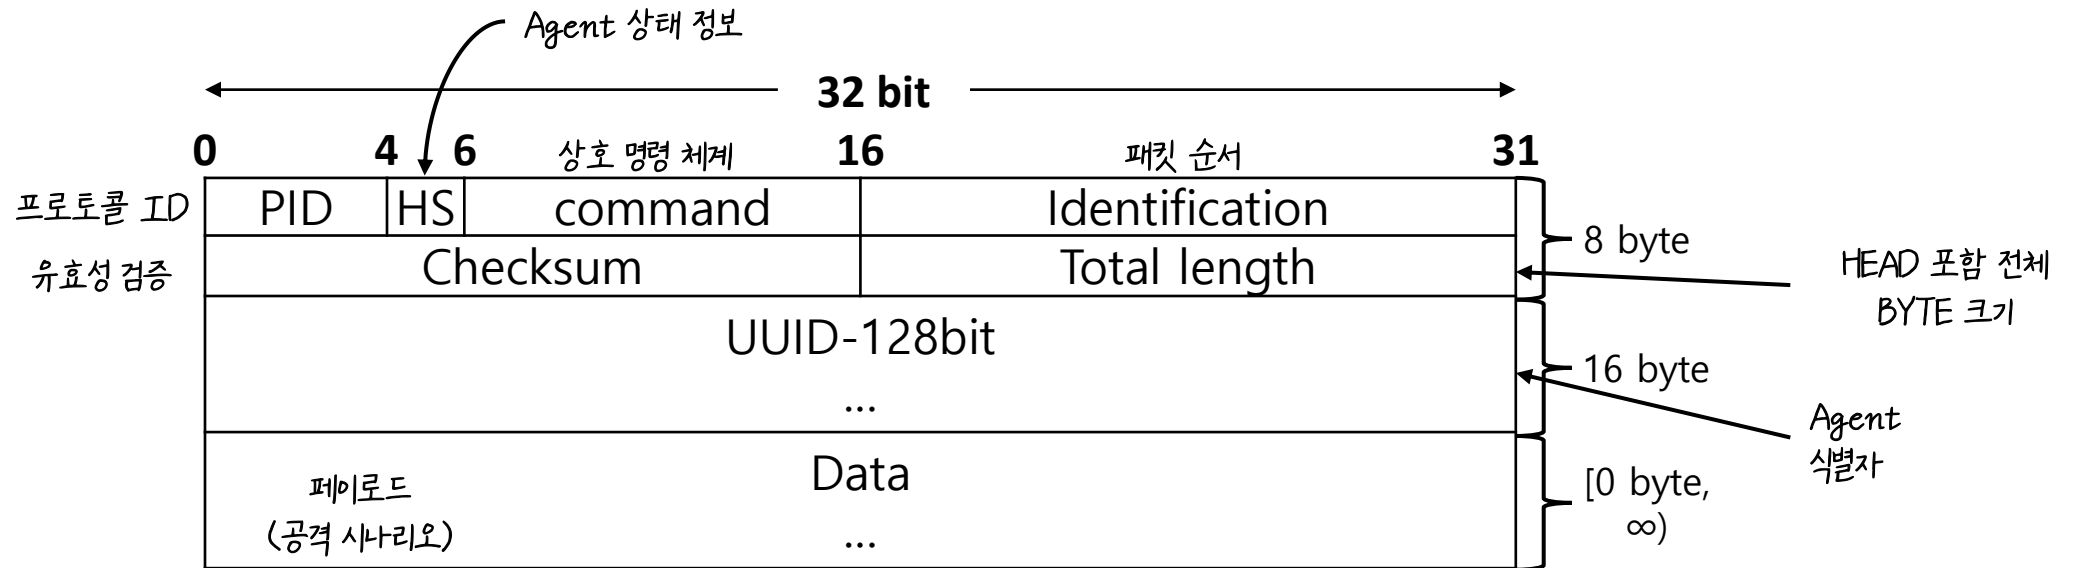 Agent 상태 정보
32 bit
0 4 6 상호 명령 체계 16 패킷 순서 31
프로토콜 ID PID HS command Identification
8 byte
유효성 검증 Checksum Total length
HEAD 포함 전체
BYTE 크기
UUID-128bit
16 byte
...
Agent
식별자
Data
페이로드
(공격 시나리오)
...
[0 byte,
∞)